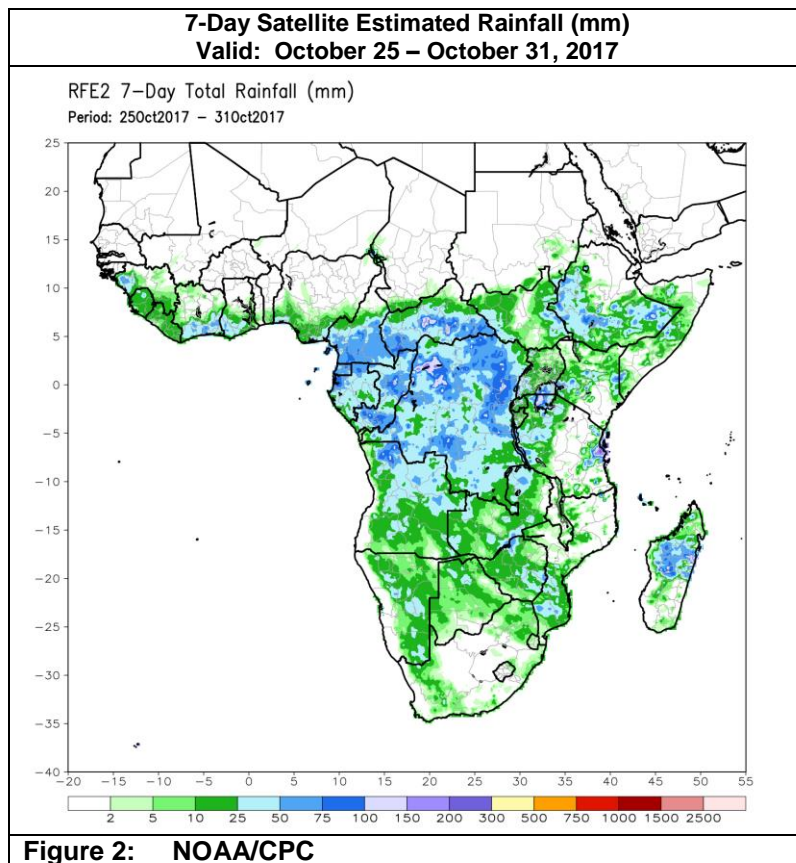 7-Day Satellite Estimated Rainfall (mm)
Valid: October 25 – October 31, 2017
RFE2 7-Day Total Rainfall (mm)
Period: 25Oct2017 - 31Oct2017
25
20
15
10
5
0
-5
-10
-15
-20
-25
-30
-35
-40
-20 -15 -10 -5 0 5 10 15 20 25 30 35 40 45 50 55
2 5 10 25 50 75 100 150 200 300 500 750 1000 1500 2500
Figure 2: NOAA/CPC